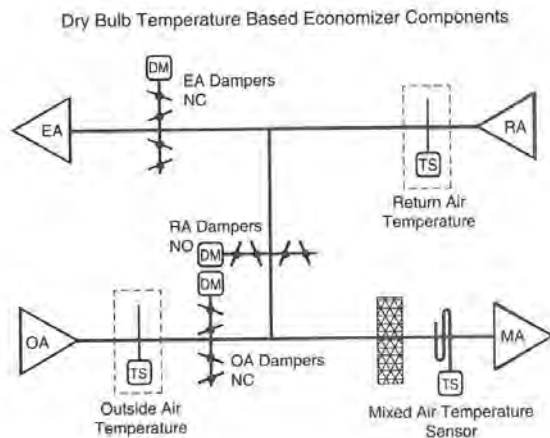 Dry Bulb Temperature Based Economizer Components
DM
EA Dampers
NC
EA
RA
TS
Return Air
Temperature
RA Dampers
NO
DM
DM
OA
TS
OA Dampers
NC
MA
TS
Outside Air
Temperature
Mixed Air Temperature
Sensor